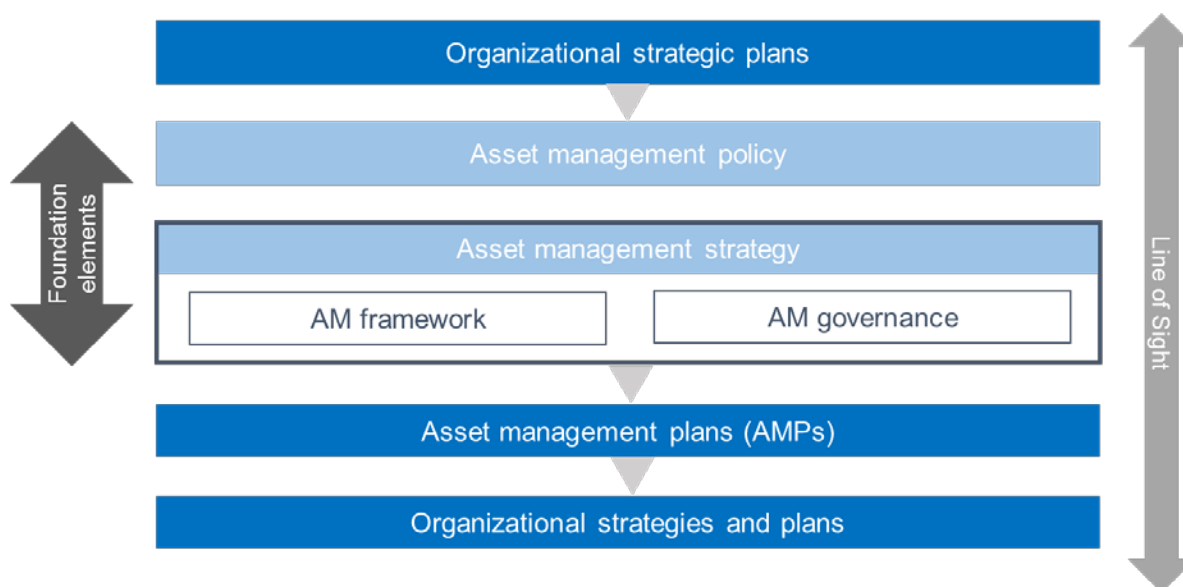 Organizational strategic plans
Asset management policy
Foundation
elements
Asset management strategy
AM framework
AM governance
Line of Sight
Asset management plans (AMPs)
Organizational strategies and plans